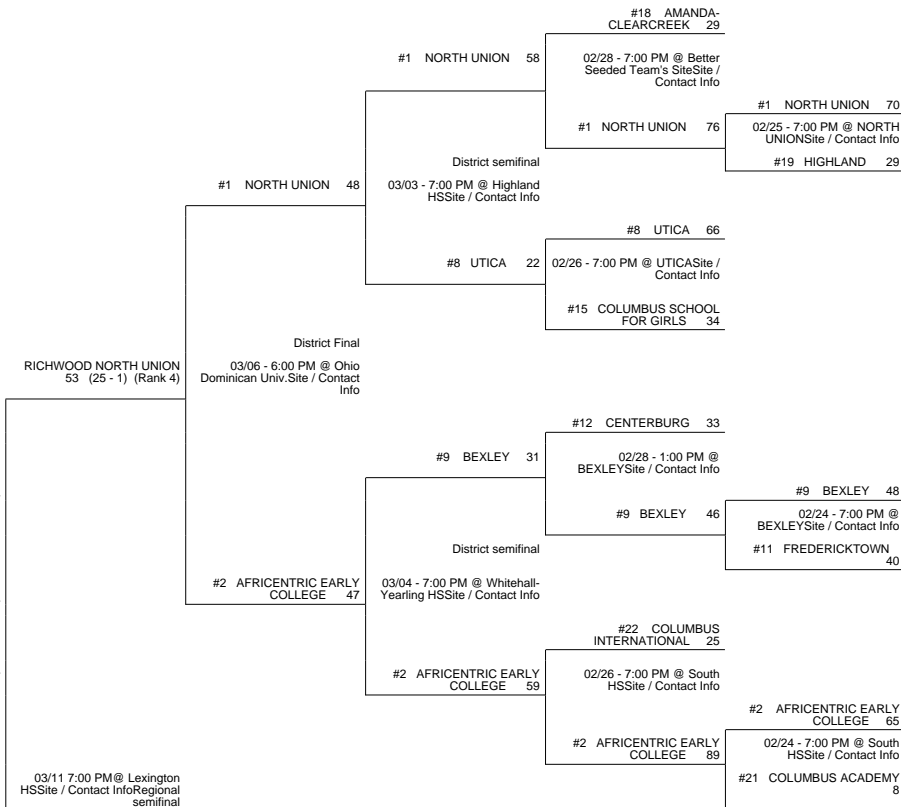 #18 AMANDA-
CLEARCREEK 29
#1 NORTH UNION 58
02/28 - 7:00 PM @ Better
Seeded Team's SiteSite /
Contact Info
#1 NORTH UNION 70
#1 NORTH UNION 76
02/25 - 7:00 PM @ NORTH
UNIONSite / Contact Info
District semifinal
#19 HIGHLAND 29
#1 NORTH UNION 48
03/03 - 7:00 PM @ Highland
HSSite / Contact Info
#8 UTICA 66
#8 UTICA 22
02/26 - 7:00 PM @ UTICASite /
Contact Info
#15 COLUMBUS SCHOOL
FOR GIRLS 34
District Final
RICHWOOD NORTH UNION
53 (25 - 1) (Rank 4)
03/06 - 6:00 PM @ Ohio
Dominican Univ.Site / Contact
Info
#12 CENTERBURG 33
#9 BEXLEY 31
02/28 - 1:00 PM @
BEXLEYSite / Contact Info
#9 BEXLEY 48
#9 BEXLEY 46
02/24 - 7:00 PM @
BEXLEYSite / Contact Info
District semifinal
#11 FREDERICKTOWN
40
#2 AFRICENTRIC EARLY
COLLEGE 47
03/04 - 7:00 PM @ Whitehall-
Yearling HSSite / Contact Info
#22 COLUMBUS
INTERNATIONAL 25
#2 AFRICENTRIC EARLY
COLLEGE 59
02/26 - 7:00 PM @ South
HSSite / Contact Info
#2 AFRICENTRIC EARLY
COLLEGE 65
#2 AFRICENTRIC EARLY
COLLEGE 89
02/24 - 7:00 PM @ South
HSSite / Contact Info
#21 COLUMBUS ACADEMY
8
03/11 7:00 PM@ Lexington
HSSite / Contact InfoRegional
semifinal